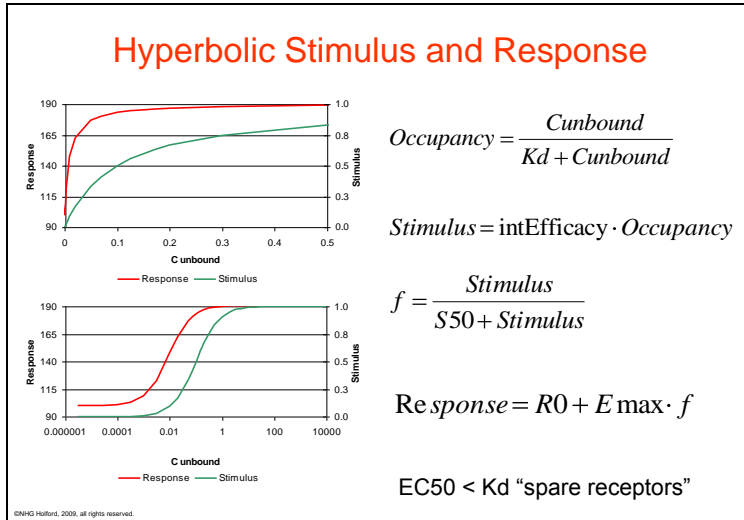 Hyperbolic Stimulus and Response
190
165
140
115
90
Response
1.0
0.8
0.5
0.3
0.0
Stimulus
0 0.1 0.2 0.3 0.4 0.5
C unbound
Response Stimulus
190
165
140
115
90
Response
1.0
0.8
0.5
0.3
0.0
Stimulus
0.000001 0.0001 0.01 1 100 10000
C unbound
Response Stimulus
Occupancy = Cunbound / Kd + Cunbound
Stimulus = intEfficacy · Occupancy
f = Stimulus / S50 + Stimulus
Re sponse = R0 + E max · f
EC50 < Kd “spare receptors”
©NHG Holford, 2009, all rights reserved.